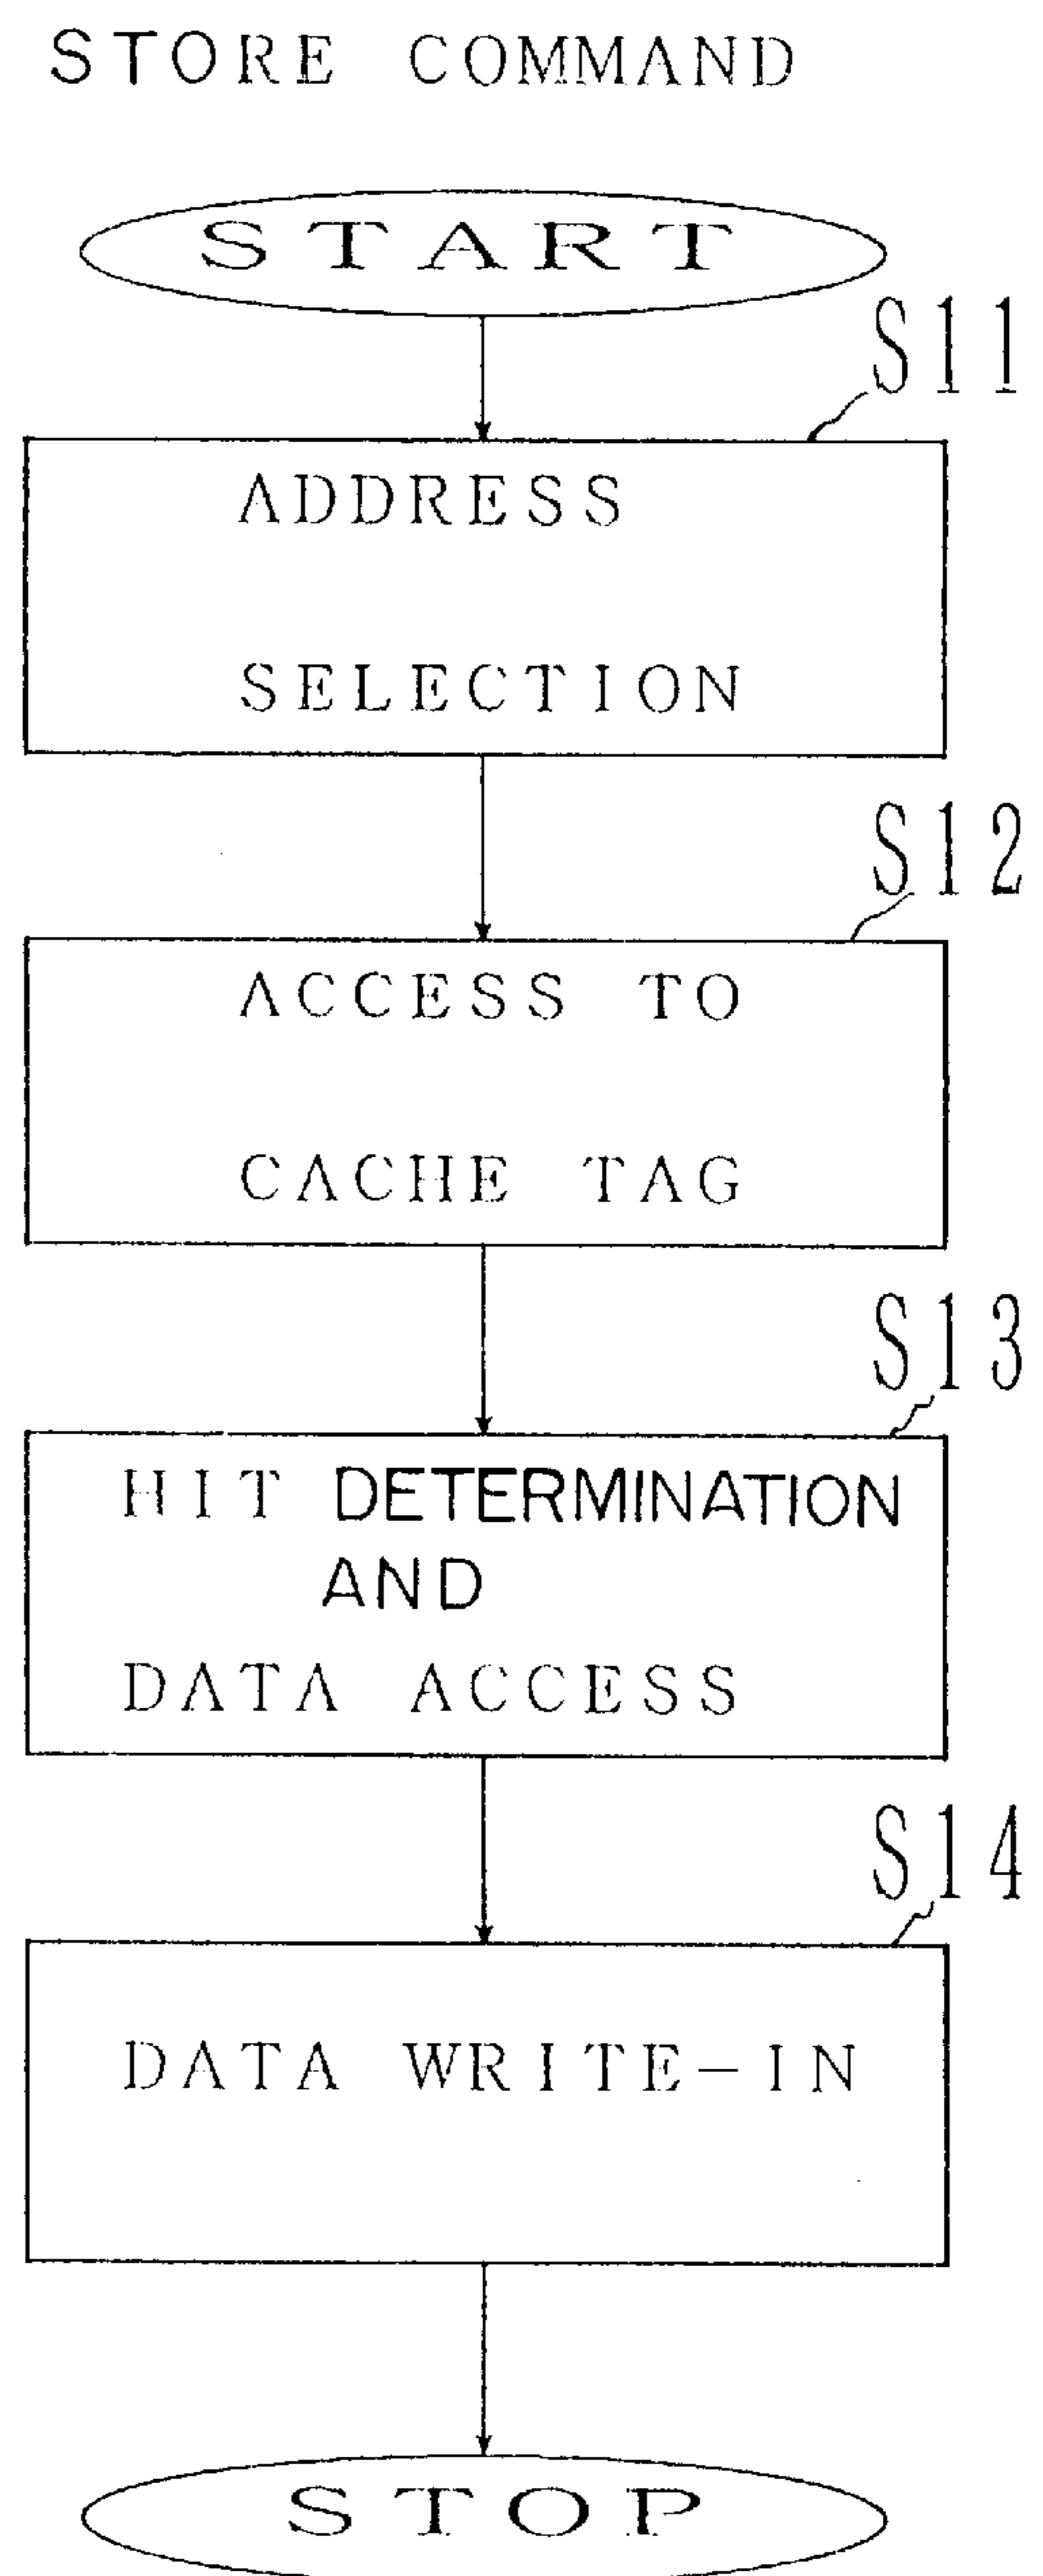 STORE COMMAND
START
S11
ADDRESS
SELECTION
S12
ACCESS TO
CACHE TAG
S13
HIT DETERMINATION
AND
DATA ACCESS
S14
DATA WRITE-IN
STOP